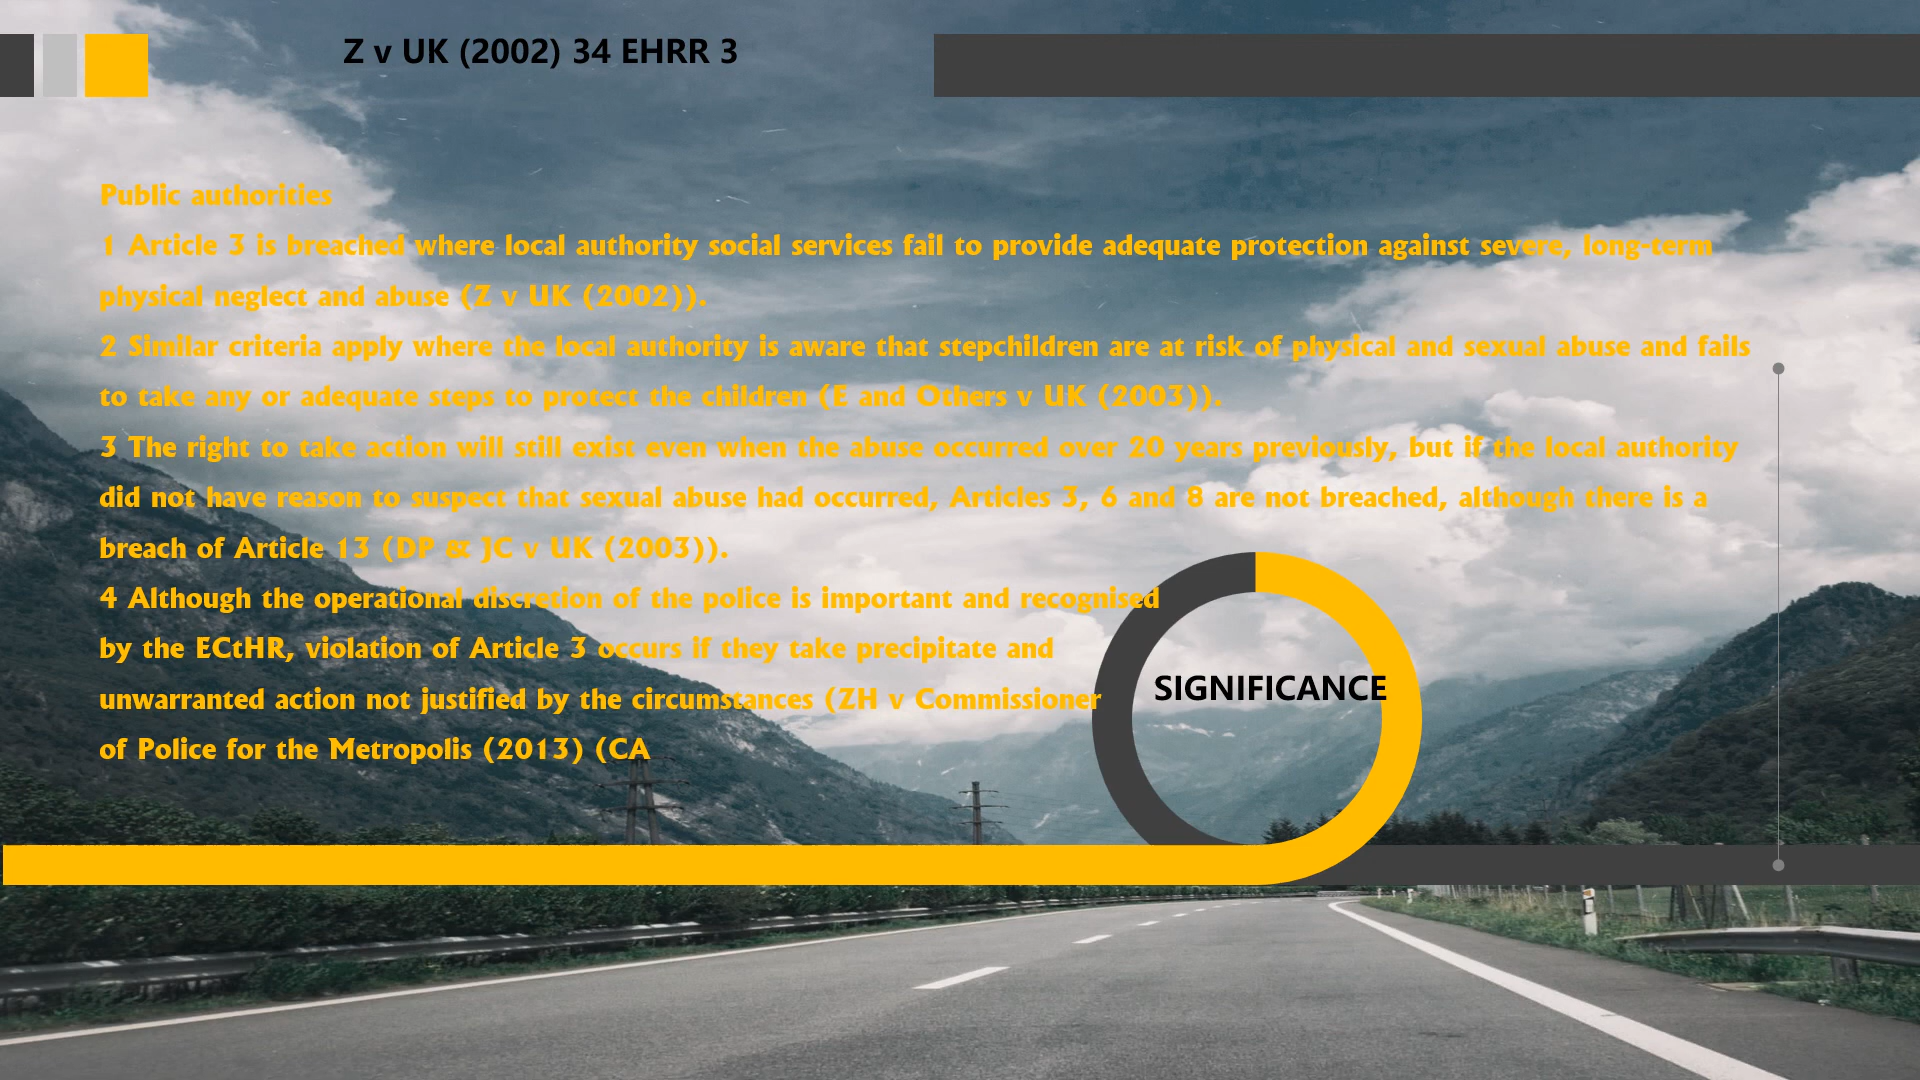 Z v UK (2002) 34 EHRR 3
Public authorities
1 Article 3 is breached where local authority social services fail to provide adequate protection against severe, long-term
physical neglect and abuse (Z v UK (2002)).
2 Similar criteria apply where the local authority is aware that stepchildren are at risk of physical and sexual abuse and fails
to take any or adequate steps to protect the children (E and Others v UK (2003)).
3 The right to take action will still exist even when the abuse occurred over 20 years previously, but if the local authority
did not have reason to suspect that sexual abuse had occurred, Articles 3, 6 and 8 are not breached, although there is a
breach of Article 13 (DP & JC v UK (2003)).
4 Although the operational discretion of the police is important and recognised
by the ECtHR, violation of Article 3 occurs if they take precipitate and
unwarranted action not justified by the circumstances (ZH v Commissioner
of Police for the Metropolis (2013) (CA
SIGNIFICANCE